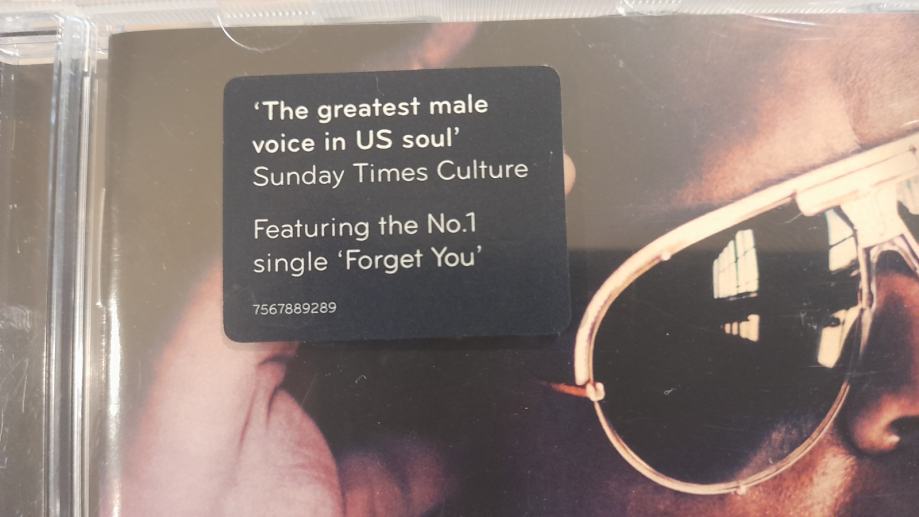 ‘The greatest male
voice in US soul’
Sunday Times Culture
Featuring the No.1
single ‘Forget You’
7567889289